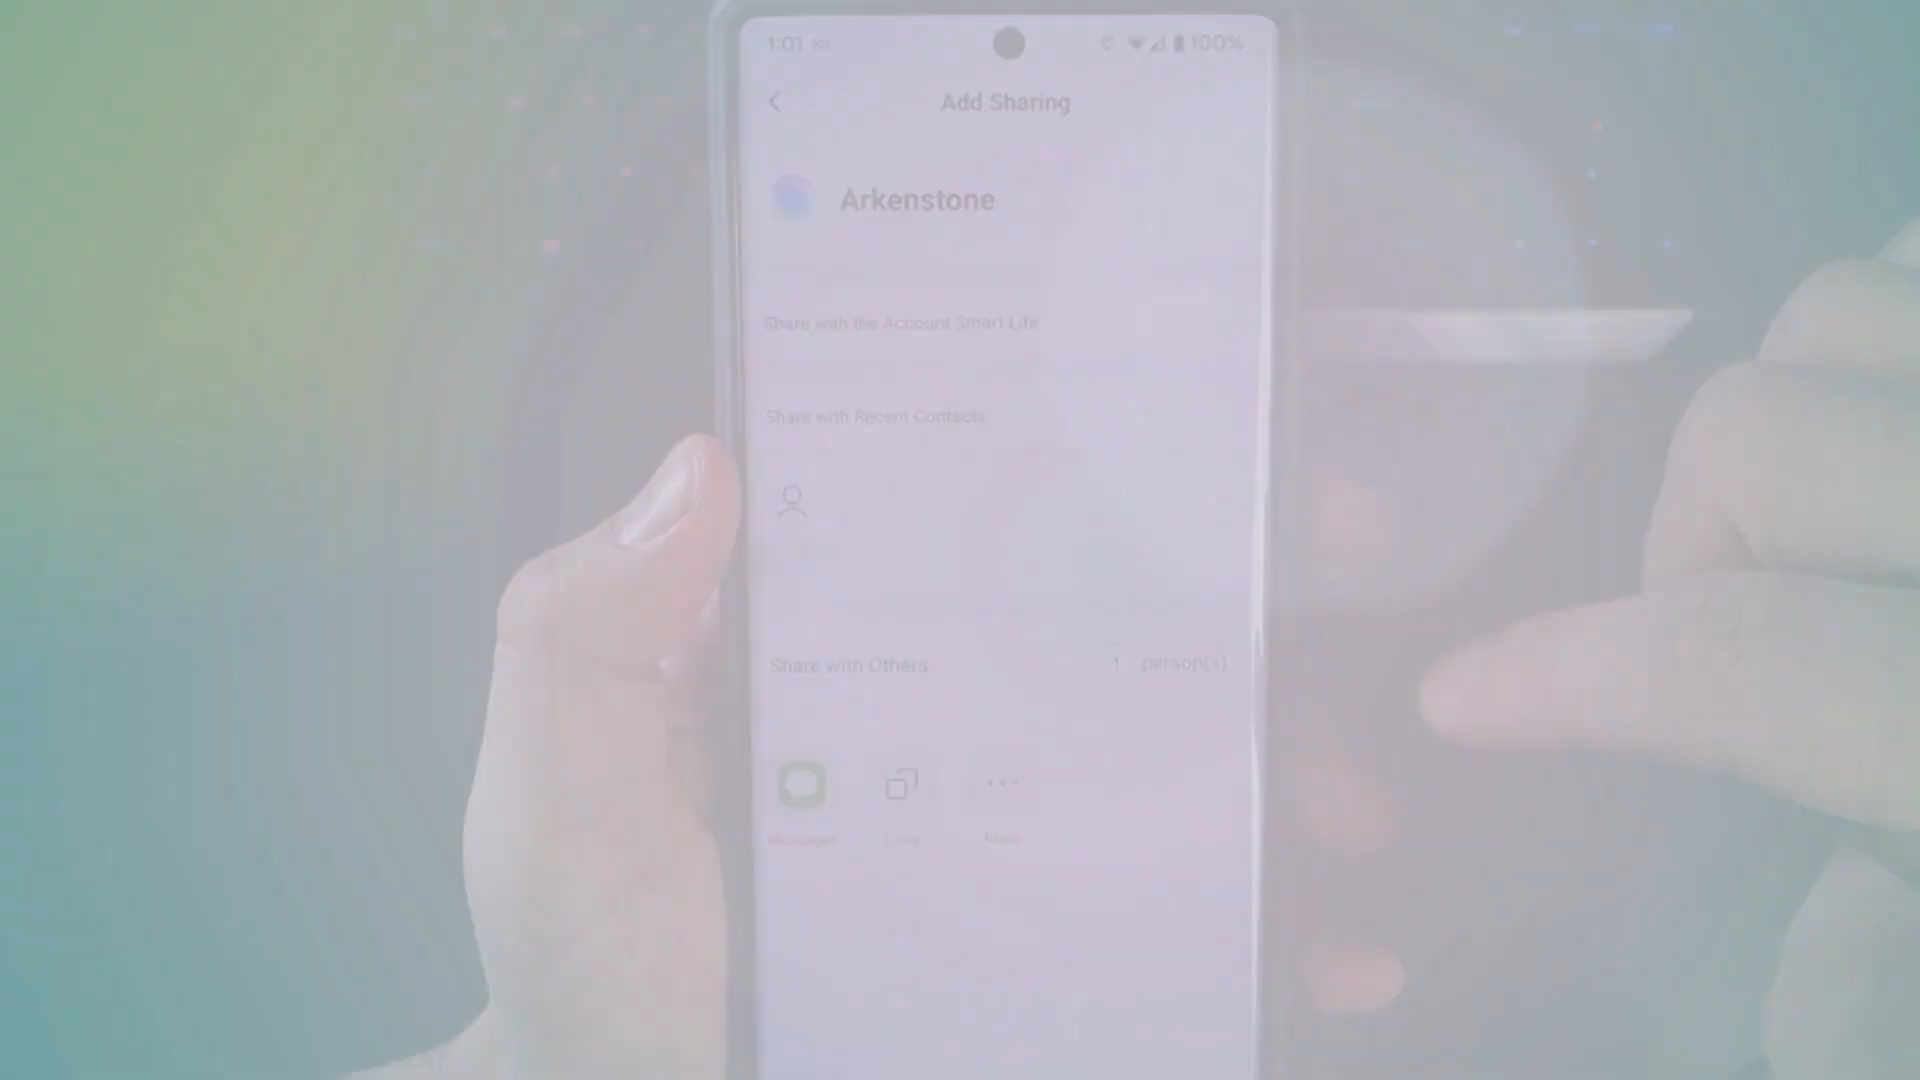 1:01
100%
Add Sharing
Arkenstone
Share with the Account Smart Life
Share with Recent Contacts
Share with Others
1 person(s)
Messages
Copy
More